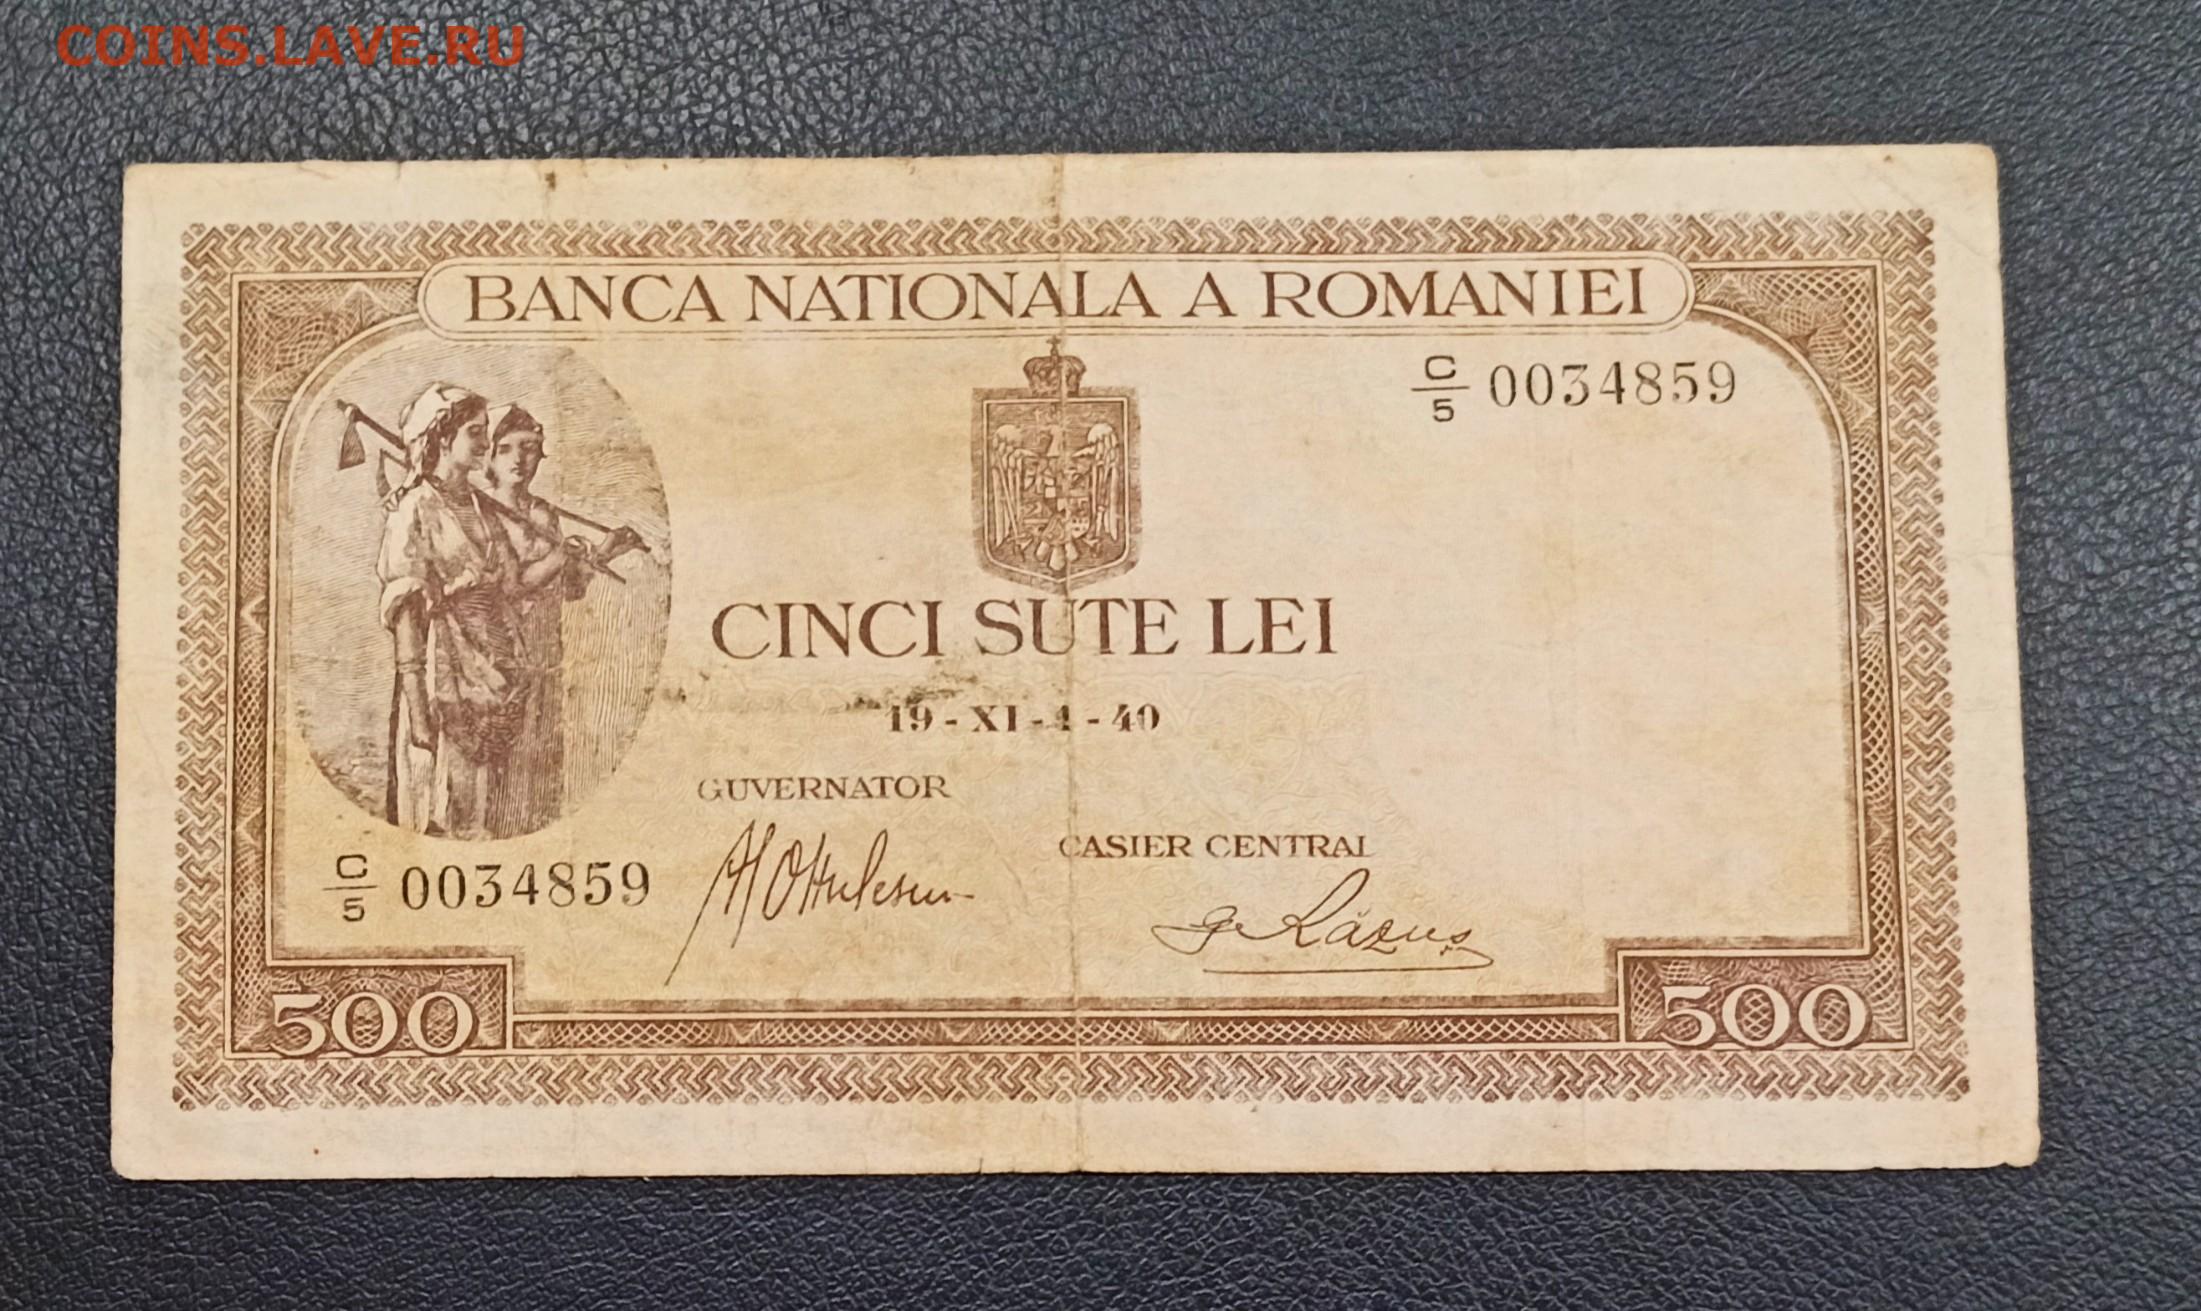 COINS.LAVE.RU
BANCA NATIONALA A ROMANIEI
C/5 0034859
CINCI SUTE LEI
19-XI-1-40
GUVERNATOR
CASIER CENTRAL
C/5 0034859
500
500